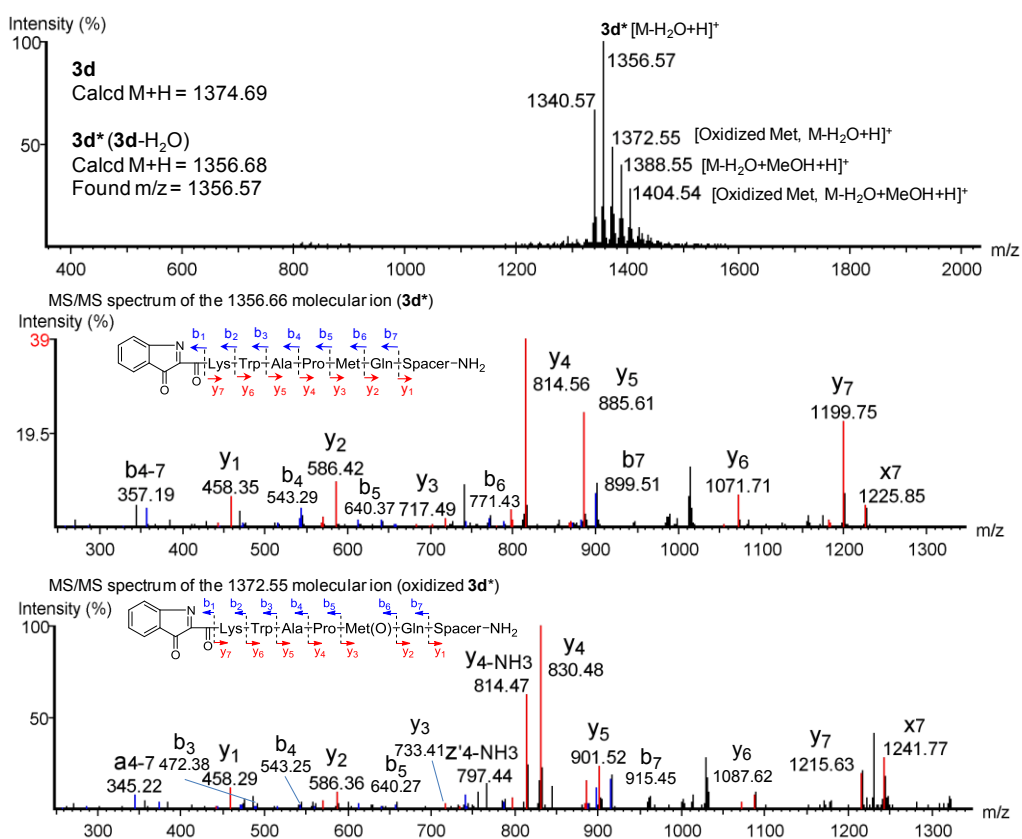 Intensity (%)
100
50
3d
Calcd M+H = 1374.69
3d* (3d-H₂O)
Calcd M+H = 1356.68
Found m/z = 1356.57
3d* [M-H₂O+H]⁺
1356.57
1340.57
1372.55 [Oxidized Met, M-H₂O+H]⁺
1388.55 [M-H₂O+MeOH+H]⁺
1404.54 [Oxidized Met, M-H₂O+MeOH+H]⁺
400 600 800 1000 1200 1400 1600 1800 2000 m/z
MS/MS spectrum of the 1356.66 molecular ion (3d*)
Intensity (%)
39
19.5
b₁ b₂ b₃ b₄ b₅ b₆ b₇
N
O
O
Lys Trp Ala Pro Met Gln Spacer NH₂
y₇ y₆ y₅ y₄ y₃ y₂ y₁
b4-7
357.19
y₁
458.35
b₄
543.29
y₂
586.42
b₅
640.37
y₃
717.49
b₆
771.43
y₄
814.56
y₅
885.61
b7
899.51
y₆
1071.71
y₇
1199.75
x7
1225.85
300 400 500 600 700 800 900 1000 1100 1200 1300 m/z
MS/MS spectrum of the 1372.55 molecular ion (oxidized 3d*)
Intensity (%)
100
50
b₁ b₂ b₃ b₄ b₅ b₆ b₇
N
O
O
Lys Trp Ala Pro Met(O) Gln Spacer NH₂
y₇ y₆ y₅ y₄ y₃ y₂ y₁
a4-7
345.22
b₃
472.38
y₁
458.29
b₄
543.25
y₂
586.36
b₅
640.27
y₃
733.41
z'4-NH3
797.44
y4-NH3
814.47
y₄
830.48
y₅
901.52
b₇
915.45
y₆
1087.62
y₇
1215.63
x7
1241.77
300 400 500 600 700 800 900 1000 1100 1200 1300 m/z